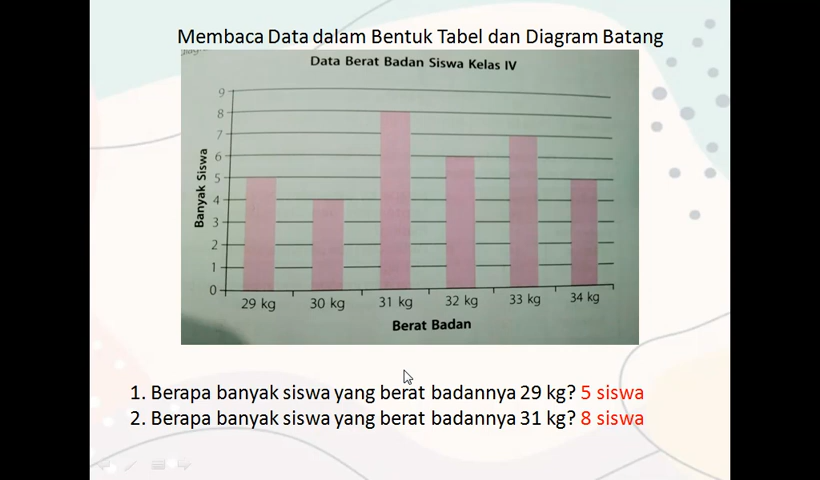 Membaca Data dalam Bentuk Tabel dan Diagram Batang
Data Berat Badan Siswa Kelas IV
Banyak Siswa
9
8
7
6
5
4
3
2
1
0
29 kg 30 kg 31 kg 32 kg 33 kg 34 kg
Berat Badan
1. Berapa banyak siswa yang berat badannya 29 kg? 5 siswa
2. Berapa banyak siswa yang berat badannya 31 kg? 8 siswa